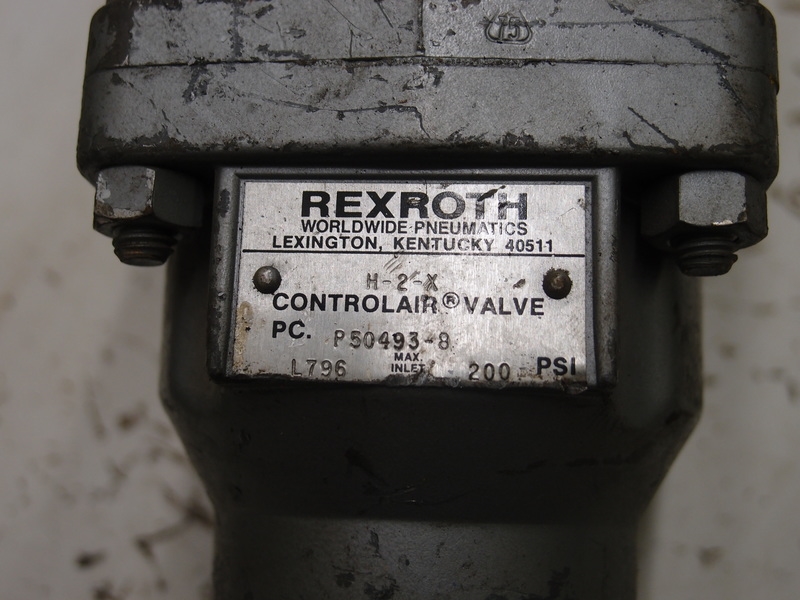 REXROTH
WORLDWIDE PNEUMATICS
LEXINGTON, KENTUCKY 40511
H-2-X
CONTROLAIR® VALVE
PC. P50493-8
L796 MAX. INLET 200 PSI